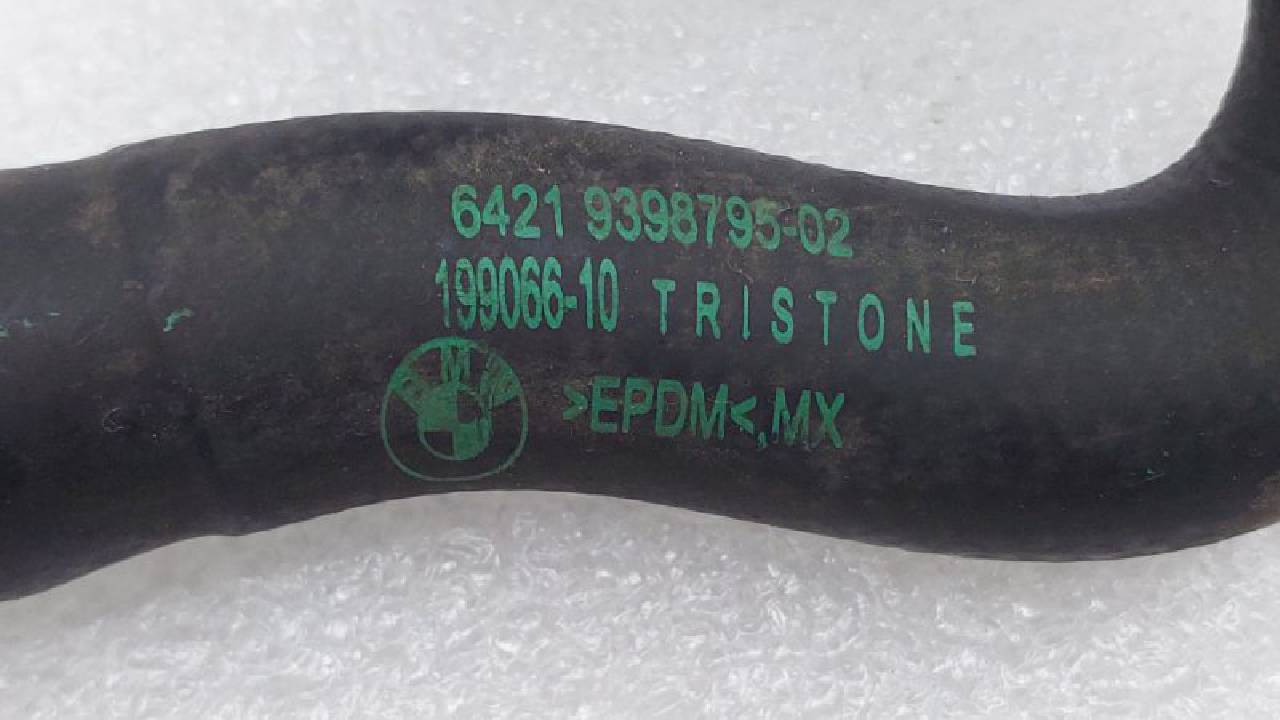 6421 9398795-02
199066-10 TRISTONE
BMW
>EPDM<,MX